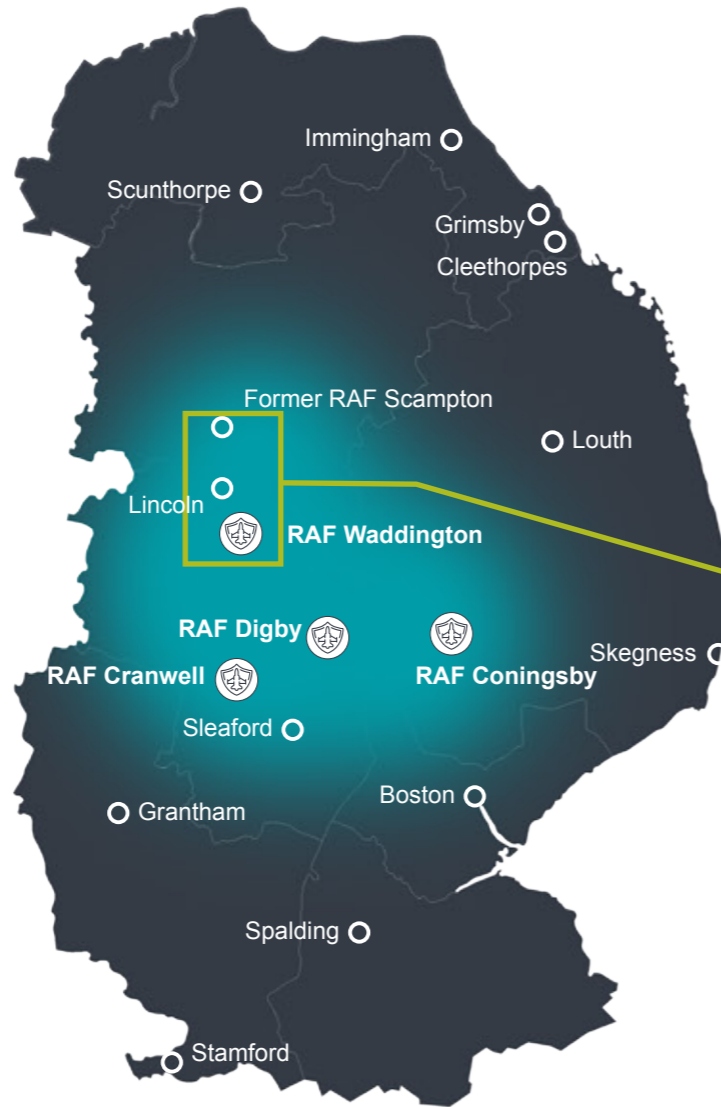 Immingham
Scunthorpe
Grimsby
Cleethorpes
Former RAF Scampton
Louth
Lincoln
RAF Waddington
RAF Digby
Skegness
RAF Cranwell
RAF Coningsby
Sleaford
Boston
Grantham
Spalding
Stamford